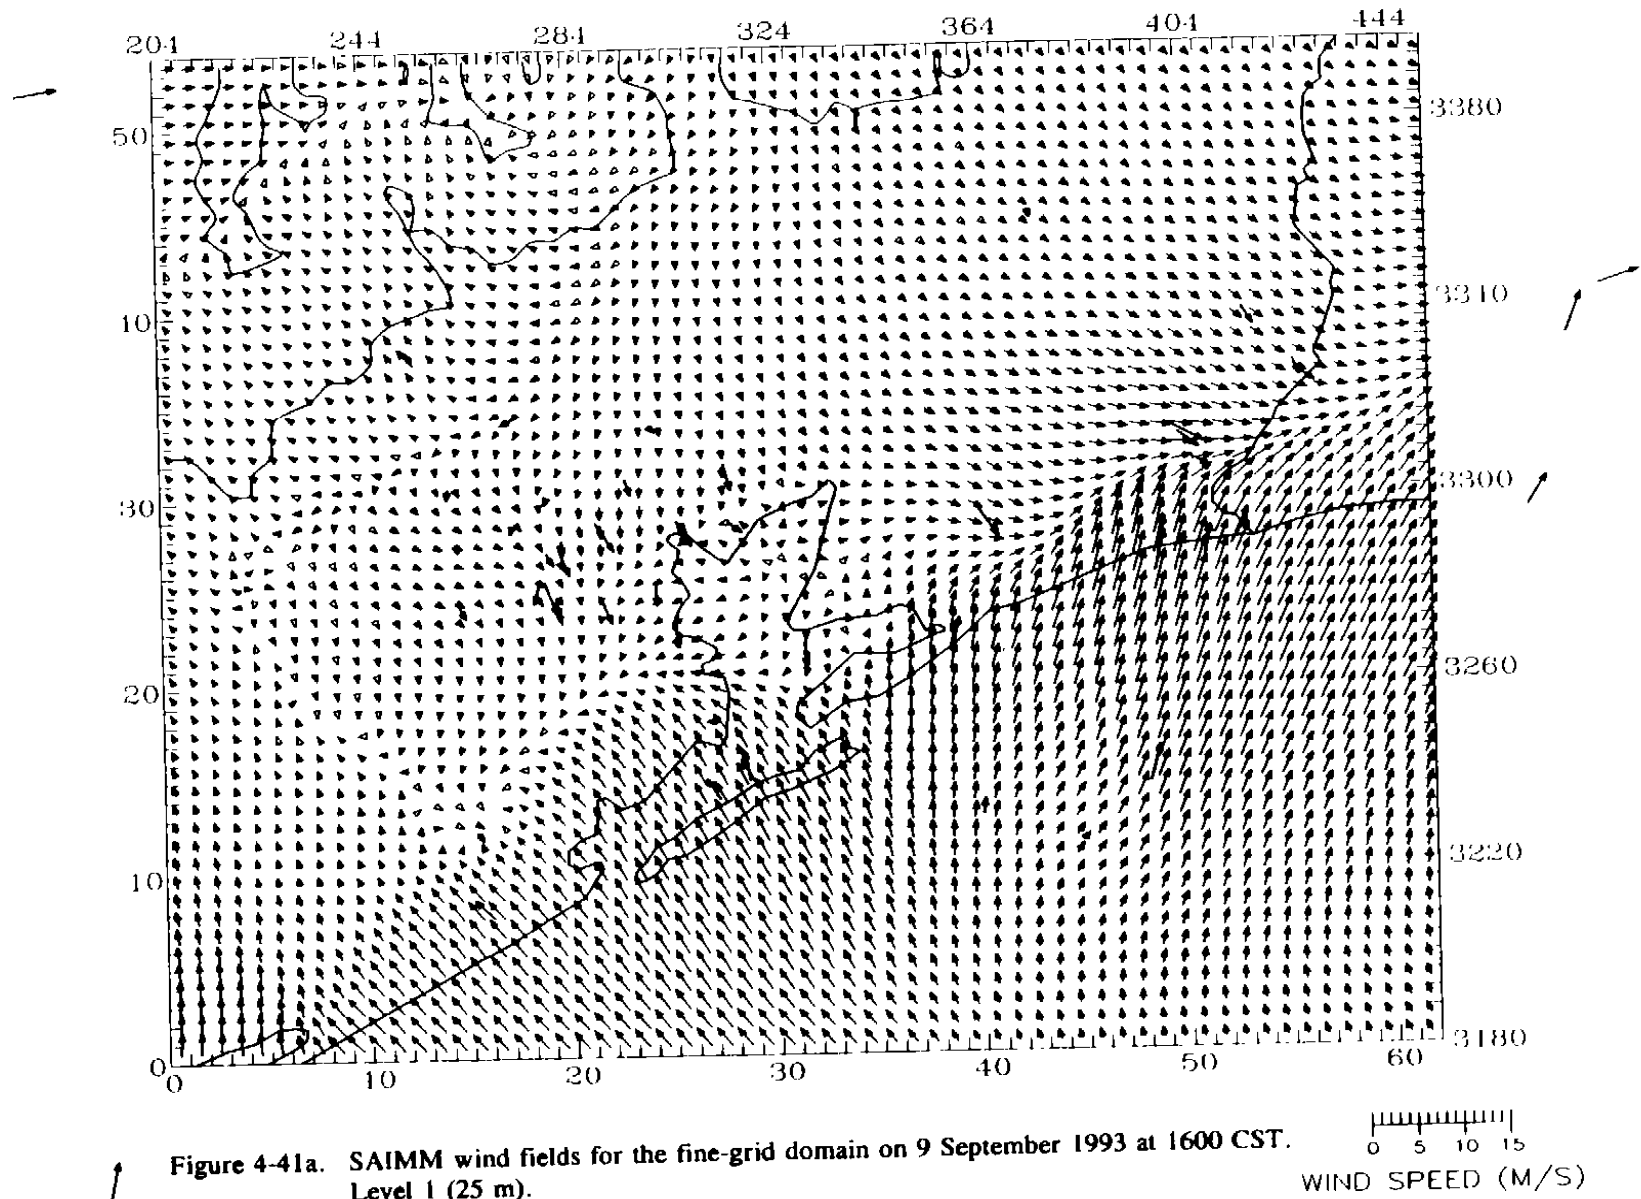 204 244 284 324 364 404 444
3380
50
3310
10
3300
30
3260
20
3220
10
3180
0
0 10 20 30 40 50 60
0 5 10 15
WIND SPEED (M/S)
Figure 4-41a. SAIMM wind fields for the fine-grid domain on 9 September 1993 at 1600 CST.
Level 1 (25 m).